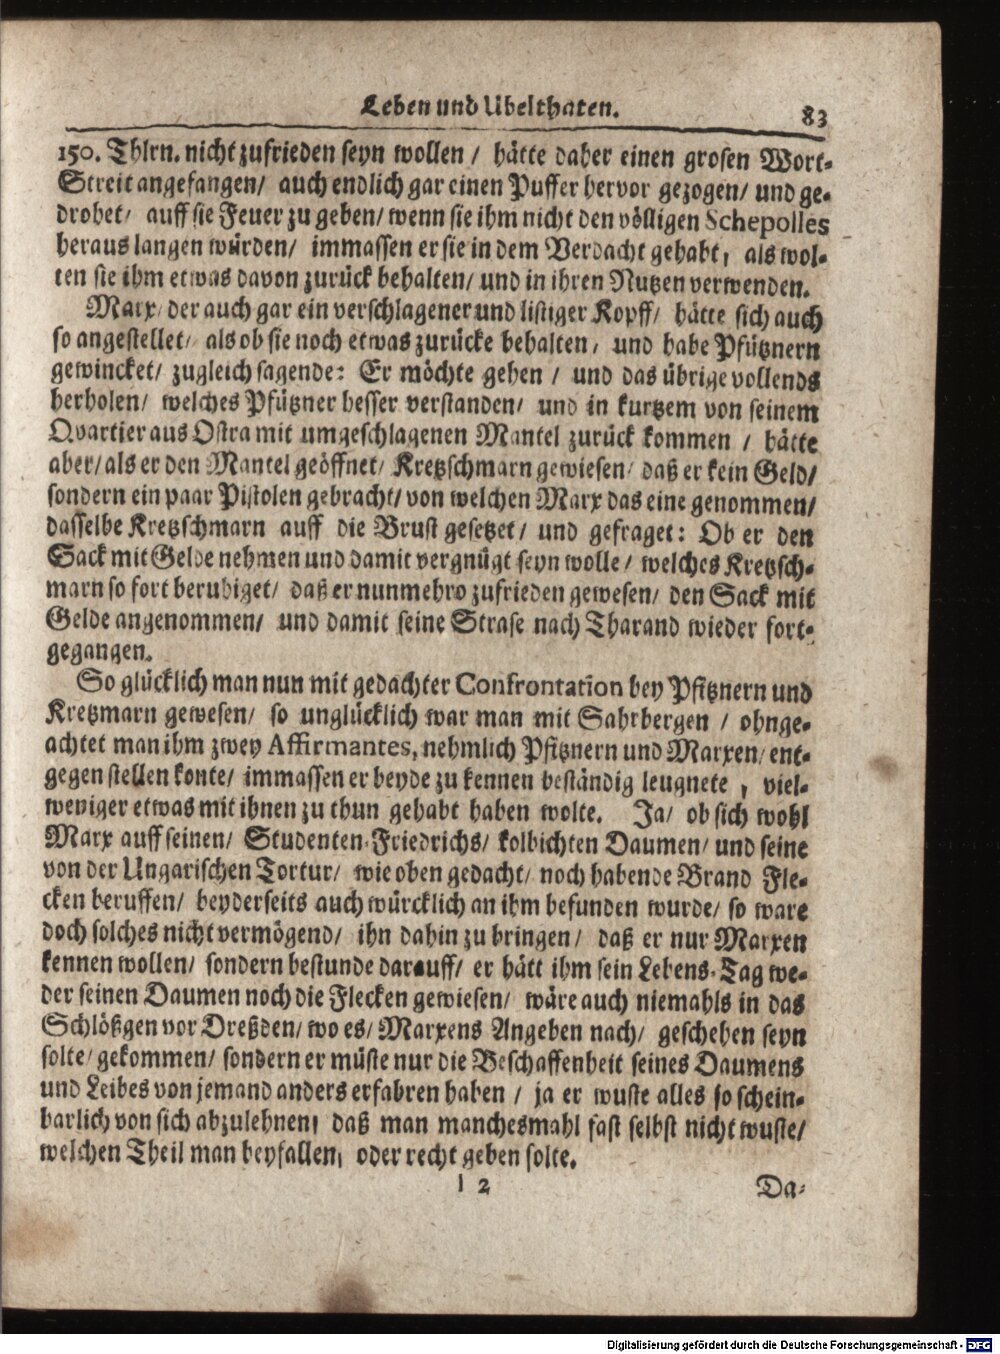 Leben und Ubelthaten. 83
150. Thlrn. nicht zufrieden seyn wollen / hätte daher einen grosen Wort-
Streit angefangen/ auch endlich gar einen Puffer hervor gezogen/ und ge-
drohet/ auff sie Feuer zu geben/ wenn sie ihm nicht den völligen Schepolles
heraus langen würden/ immassen er sie in dem Verdacht gehabt, als wol-
ten sie ihm etwas davon zurück behalten/ und in ihren Nutzen verwenden.
Marx/ der auch gar ein verschlagener und listiger Kopff/ hätte sich auch
so angestellet/ als ob sie noch etwas zurücke behalten, und habe Pfütznern
gewincket/ zugleich sagende: Er möchte gehen / und das übrige vollends
herholen/ welches Pfützner besser verstanden/ und in kurtzem von seinem
Qvartier aus Ostra mit umgeschlagenen Mantel zurück kommen / hätte
aber/ als er den Mantel geöffnet/ Kretzschmarn gewiesen/ daß er kein Geld/
sondern ein paar Pistolen gebracht/ von welchen Marx das eine genommen/
dasselbe Kretzschmarn auff die Brust gesetzet/ und gefraget: Ob er den
Sack mit Gelde nehmen und damit vergnügt seyn wolle/ welches Kretzsch-
marn so fort beruhiget/ daß er nunmehro zufrieden gewesen/ den Sack mit
Gelde angenommen/ und damit seine Strase nach Tharand wieder fort-
gegangen.
So glücklich man nun mit gedachter Confrontation bey Pfitznern und
Kretzmarn gewesen/ so unglücklich war man mit Sahrbergen / ohnge-
achtet man ihm zwey Affirmantes, nehmlich Pfitznern und Marxen/ ent-
gegen stellen konte/ immassen er beyde zu kennen beständig leugnete, viel-
weniger etwas mit ihnen zu thun gehabt haben wolte. Ja/ ob sich wohl
Marx auff seinen/ Studenten-Friedrichs/ kolbichten Daumen/ und seine
von der Ungarischen Tortur/ wie oben gedacht/ noch habende Brand Fle-
cken beruffen/ beyderseits auch würcklich an ihm befunden wurde/ so ware
doch solches nicht vermögend/ ihn dahin zu bringen/ daß er nur Marxen
kennen wollen/ sondern bestunde darauff/ er hätt ihm sein Lebens-Tag we-
der seinen Daumen noch die Flecken gewiesen/ wäre auch niemahls in das
Schlößgen vor Dreßden/ wo es/ Marxens Angeben nach/ geschehen seyn
solte/ gekommen/ sondern er müste nur die Beschaffenheit seines Daumens
und Leibes von jemand anders erfahren haben / ja er wuste alles so schein-
barlich von sich abzulehnen, daß man manchesmahl fast selbst nicht wuste/
welchen Theil man beyfallen, oder recht geben solte.
l 2 Da-
Digitalisierung gefördert durch die Deutsche Forschungsgemeinschaft - DFG